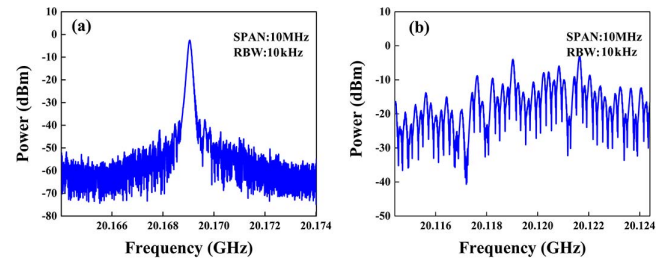 (a)
SPAN:10MHz
RBW:10kHz
Power (dBm)
10
0
-10
-20
-30
-40
-50
-60
-70
-80
20.166
20.168
20.170
20.172
20.174
Frequency (GHz)
(b)
SPAN:10MHz
RBW:10kHz
Power (dBm)
10
0
-10
-20
-30
-40
-50
20.116
20.118
20.120
20.122
20.124
Frequency (GHz)